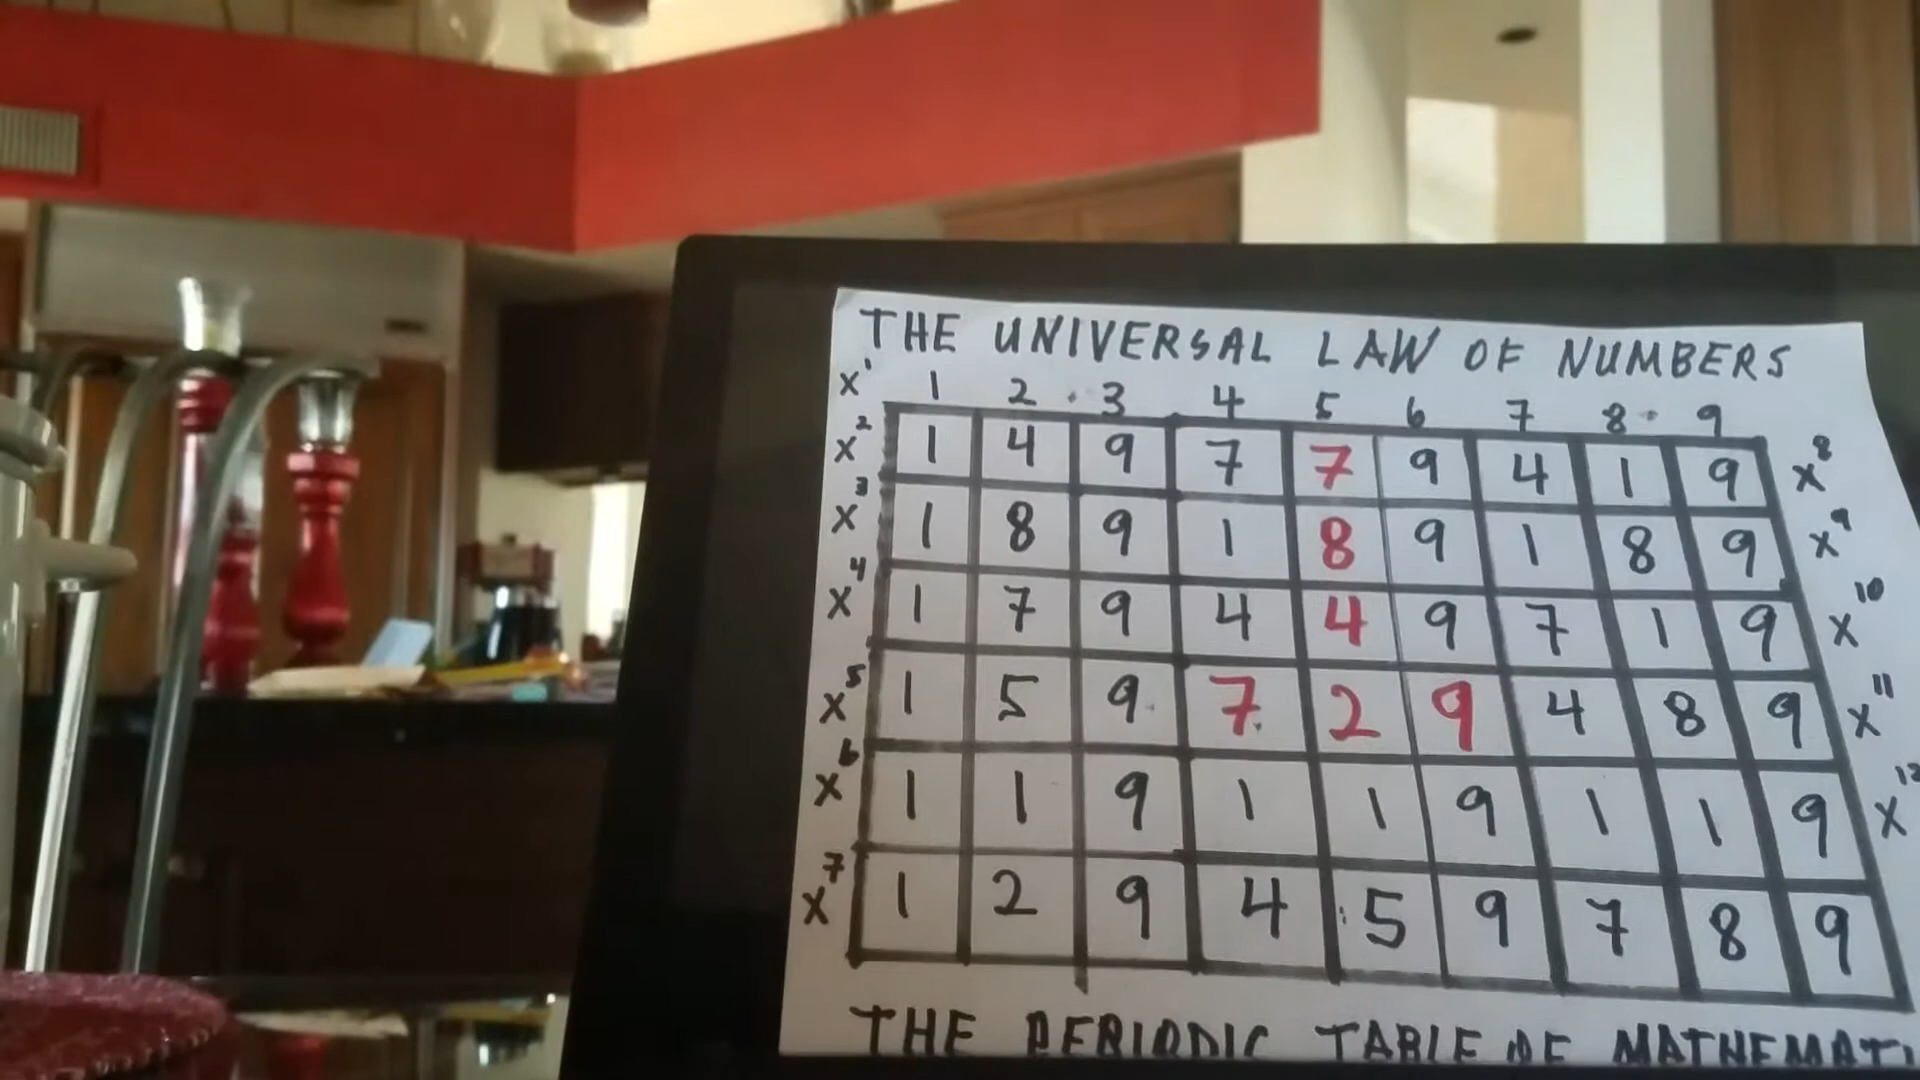 THE UNIVERSAL LAW OF NUMBERS
x¹ 1 2 3 4 5 6 7 8 9
x² 1 4 9 7 7 9 4 1 9 x⁸
x³ 1 8 9 1 8 9 1 8 9 x⁹
x⁴ 1 7 9 4 4 9 7 1 9 x¹⁰
x⁵ 1 5 9 7 2 9 4 8 9 x¹¹
x⁶ 1 1 9 1 1 9 1 1 9 x¹²
x⁷ 1 2 9 4 5 9 7 8 9
THE PERIODIC TABLE OF MATHEMATI